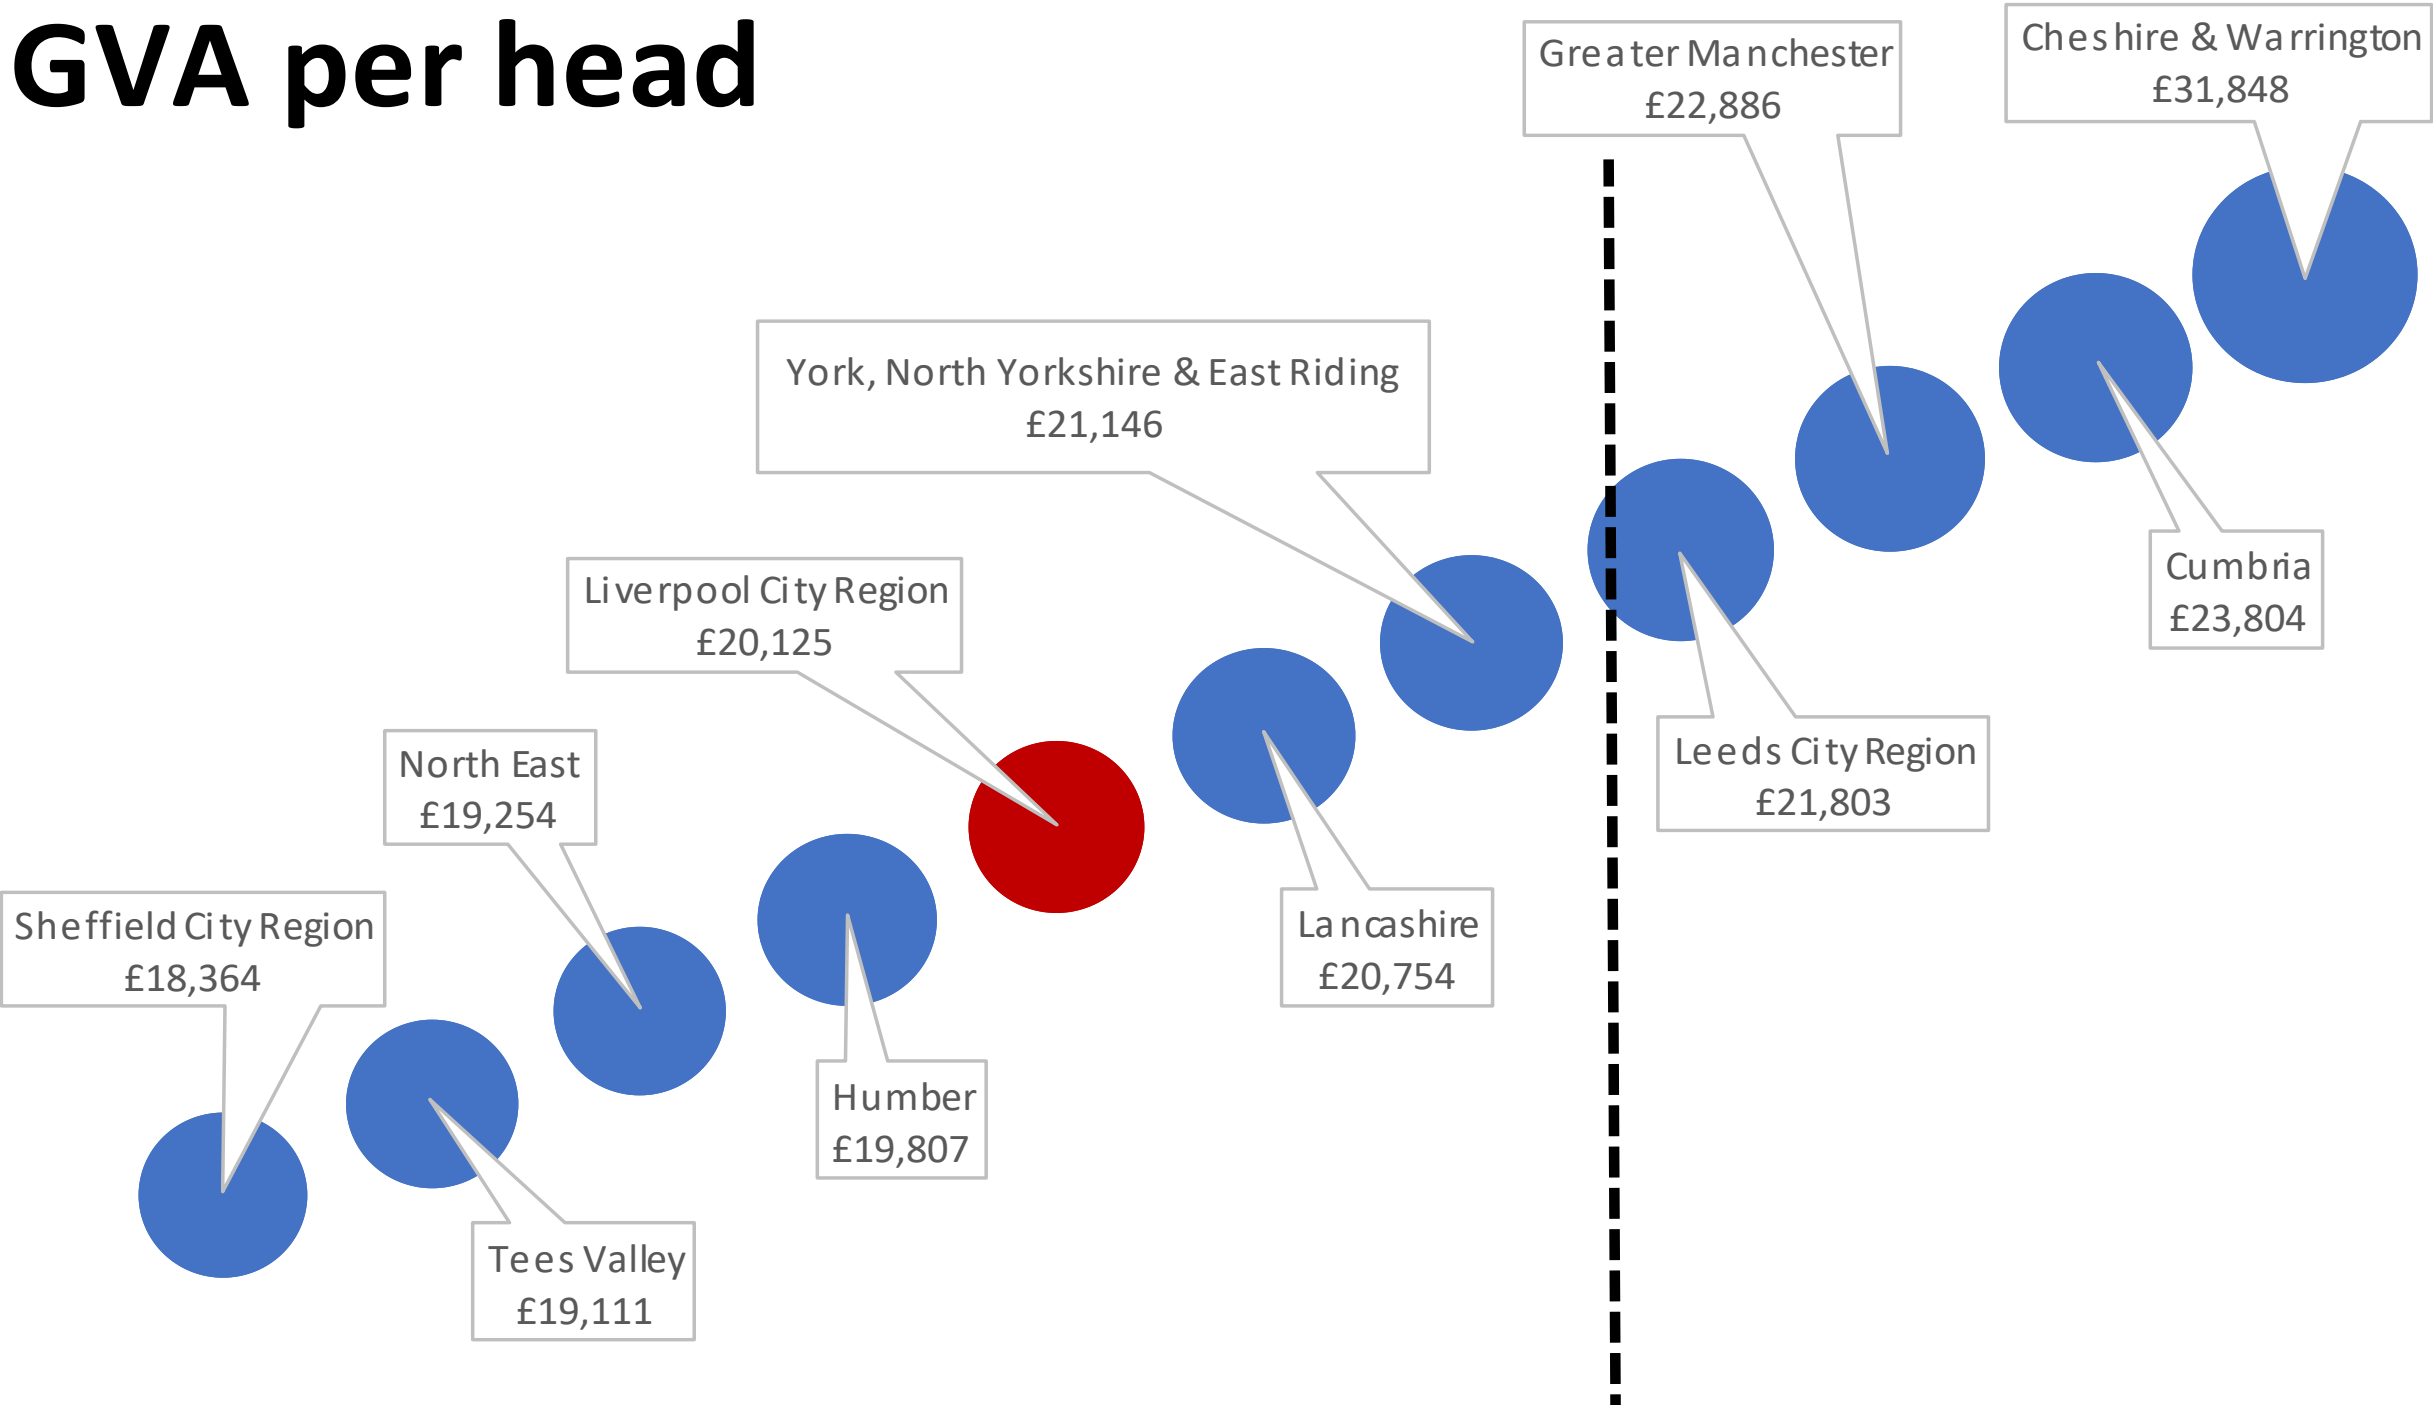 GVA per head
Greater Manchester
£22,886
Cheshire & Warrington
£31,848
York, North Yorkshire & East Riding
£21,146
Cumbria
£23,804
Liverpool City Region
£20,125
Leeds City Region
£21,803
North East
£19,254
Lancashire
£20,754
Sheffield City Region
£18,364
Humber
£19,807
Tees Valley
£19,111